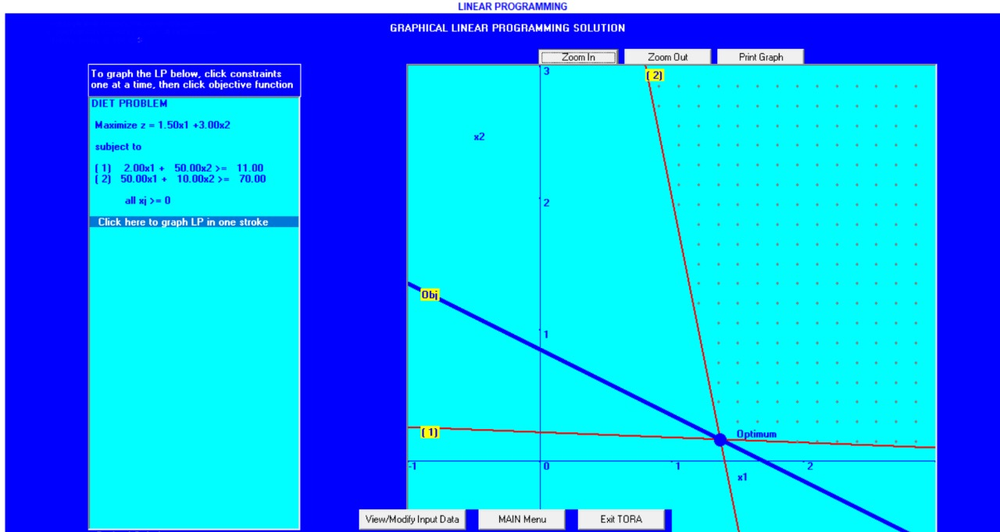 LINEAR PROGRAMMING
GRAPHICAL LINEAR PROGRAMMING SOLUTION
Zoom In
Zoom Out
Print Graph
To graph the LP below, click constraints
one at a time, then click objective function
DIET PROBLEM
Maximize z = 1.50x1 +3.00x2
subject to
( 1) 2.00x1 + 50.00x2 >= 11.00
( 2) 50.00x1 + 10.00x2 >= 70.00
all xj >= 0
Click here to graph LP in one stroke
3
( 2)
x2
2
Obj
1
( 1)
Optimum
-1
0
1
2
x1
View/Modify Input Data
MAIN Menu
Exit TORA